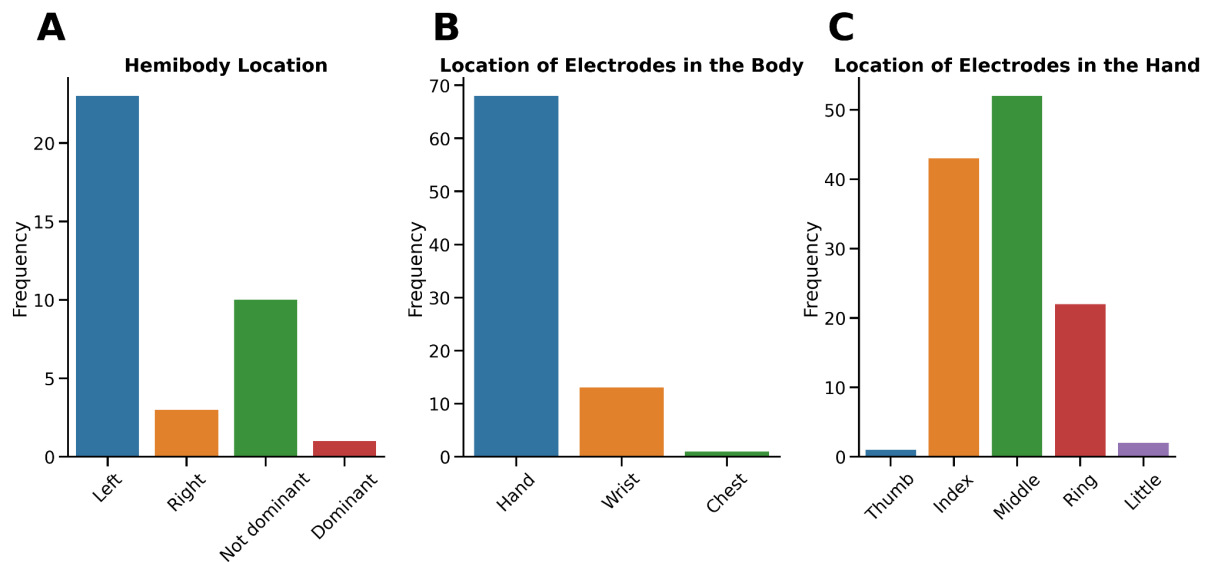 A
Hemibody Location
Frequency
20
15
10
5
0
Left
Right
Not dominant
Dominant
B
Location of Electrodes in the Body
Frequency
70
60
50
40
30
20
10
0
Hand
Wrist
Chest
C
Location of Electrodes in the Hand
Frequency
50
40
30
20
10
0
Thumb
Index
Middle
Ring
Little